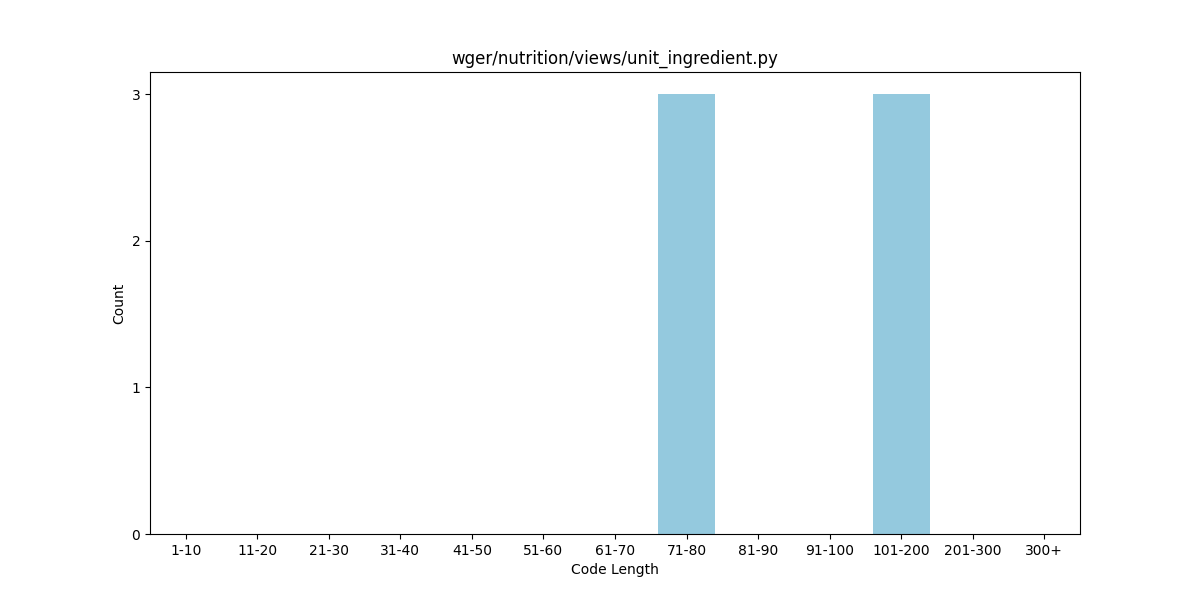 wger/nutrition/views/unit_ingredient.py
3
2
1
0
Count
1-10 11-20 21-30 31-40 41-50 51-60 61-70 71-80 81-90 91-100 101-200 201-300 300+
Code Length